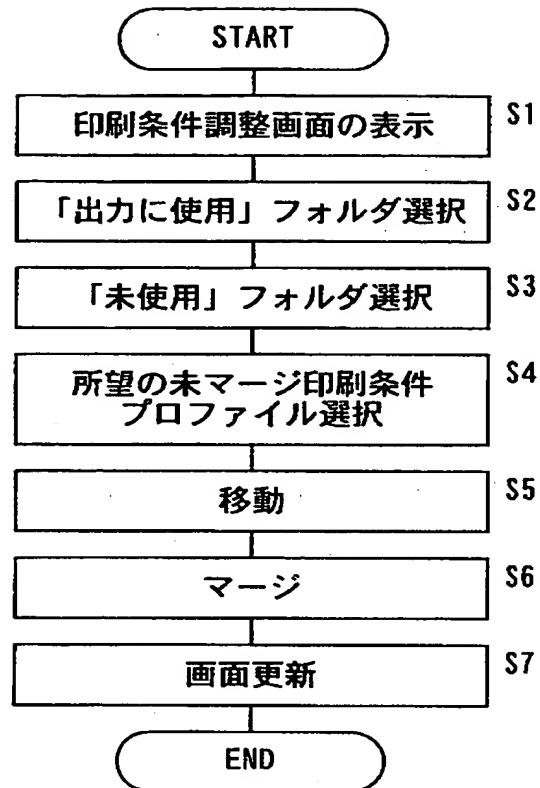 START
印刷条件調整画面の表示 S1
「出力に使用」フォルダ選択 S2
「未使用」フォルダ選択 S3
所望の未マージ印刷条件 S4
プロファイル選択
移動 S5
マージ S6
画面更新 S7
END